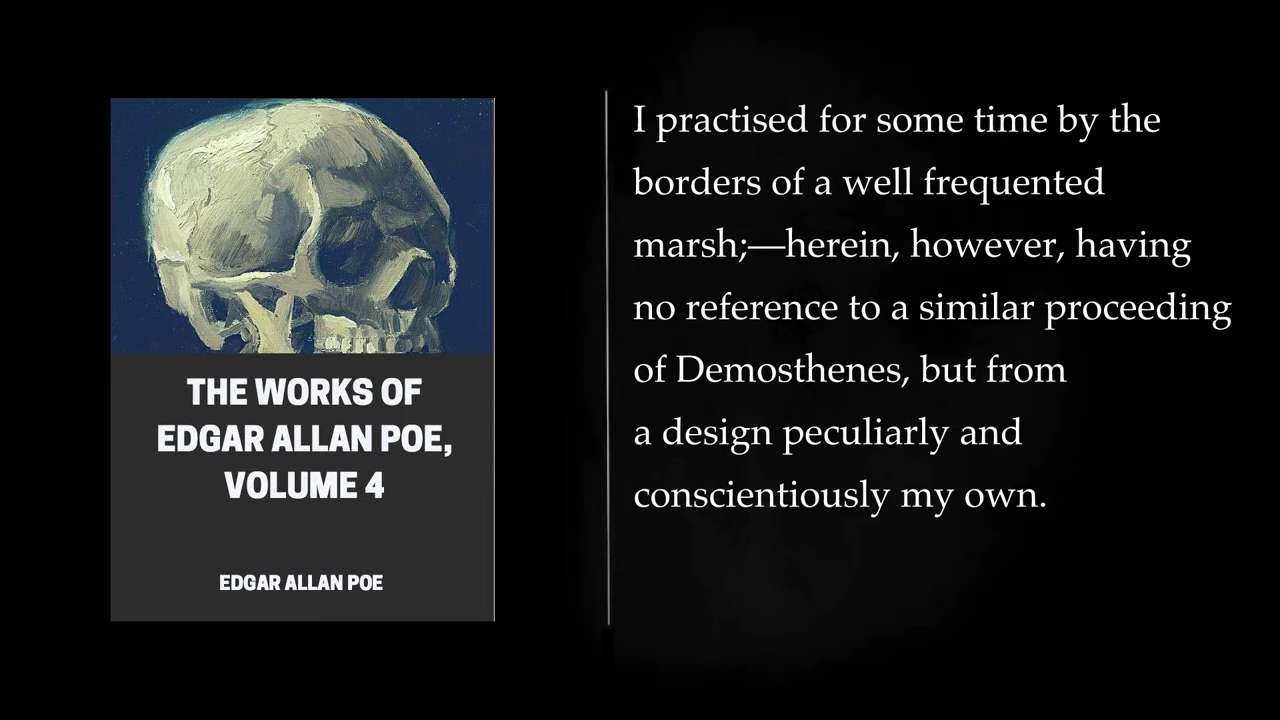 THE WORKS OF
EDGAR ALLAN POE,
VOLUME 4
EDGAR ALLAN POE
I practised for some time by the
borders of a well frequented
marsh;—herein, however, having
no reference to a similar proceeding
of Demosthenes, but from
a design peculiarly and
conscientiously my own.